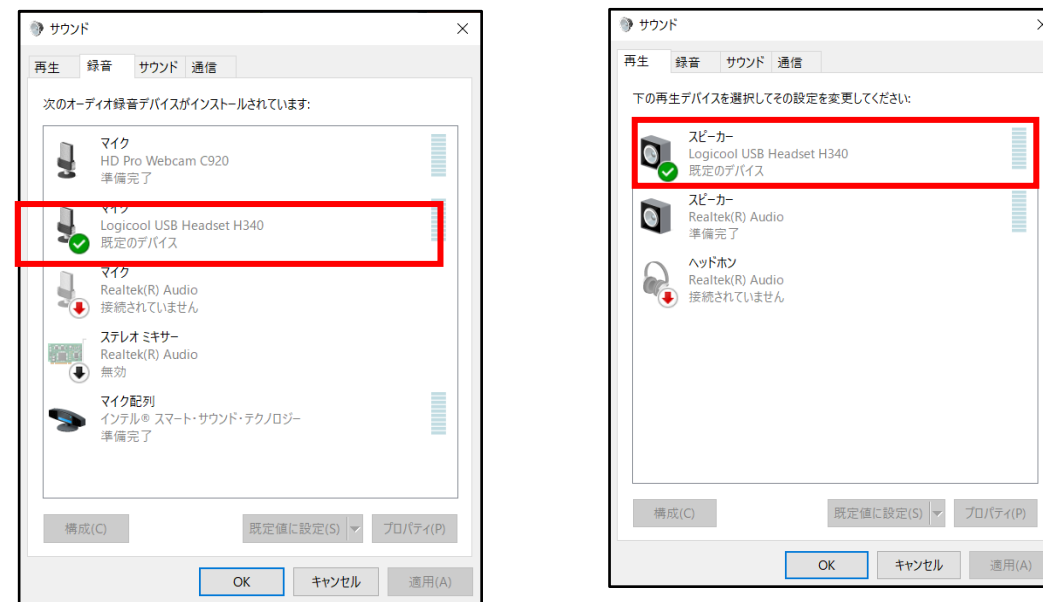 サウンド
再生 録音 サウンド 通信
次のオーディオ録音デバイスがインストールされています:
マイク
HD Pro Webcam C920
準備完了
マイク
Logicool USB Headset H340
既定のデバイス
マイク
Realtek(R) Audio
接続されていません
ステレオ ミキサー
Realtek(R) Audio
無効
マイク配列
インテル® スマート・サウンド・テクノロジー
準備完了
構成(C) 既定値に設定(S) プロパティ(P)
OK キャンセル 適用(A)
サウンド
再生 録音 サウンド 通信
下の再生デバイスを選択してその設定を変更してください:
スピーカー
Logicool USB Headset H340
既定のデバイス
スピーカー
Realtek(R) Audio
準備完了
ヘッドホン
Realtek(R) Audio
接続されていません
構成(C) 既定値に設定(S) プロパティ(P)
OK キャンセル 適用(A)